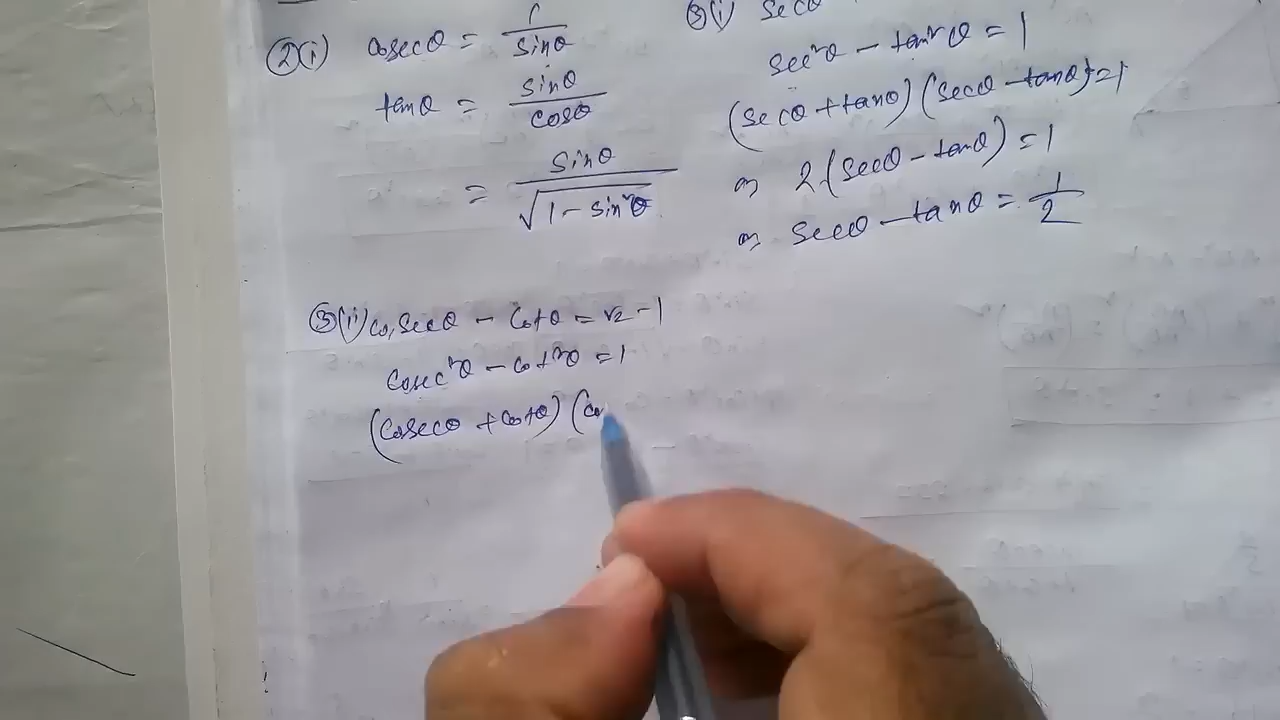 ②(i) cosecθ = 1/sinθ
tanθ = sinθ/cosθ
= sinθ/√(1 - sin²θ)
③(i) secθ
sec²θ - tan²θ = 1
(secθ + tanθ)(secθ - tanθ) = 1
or 2(secθ - tanθ) = 1
or secθ - tanθ = 1/2
③(ii) cosecθ - cotθ = √2 - 1
cosec²θ - cot²θ = 1
(cosecθ + cotθ)(co